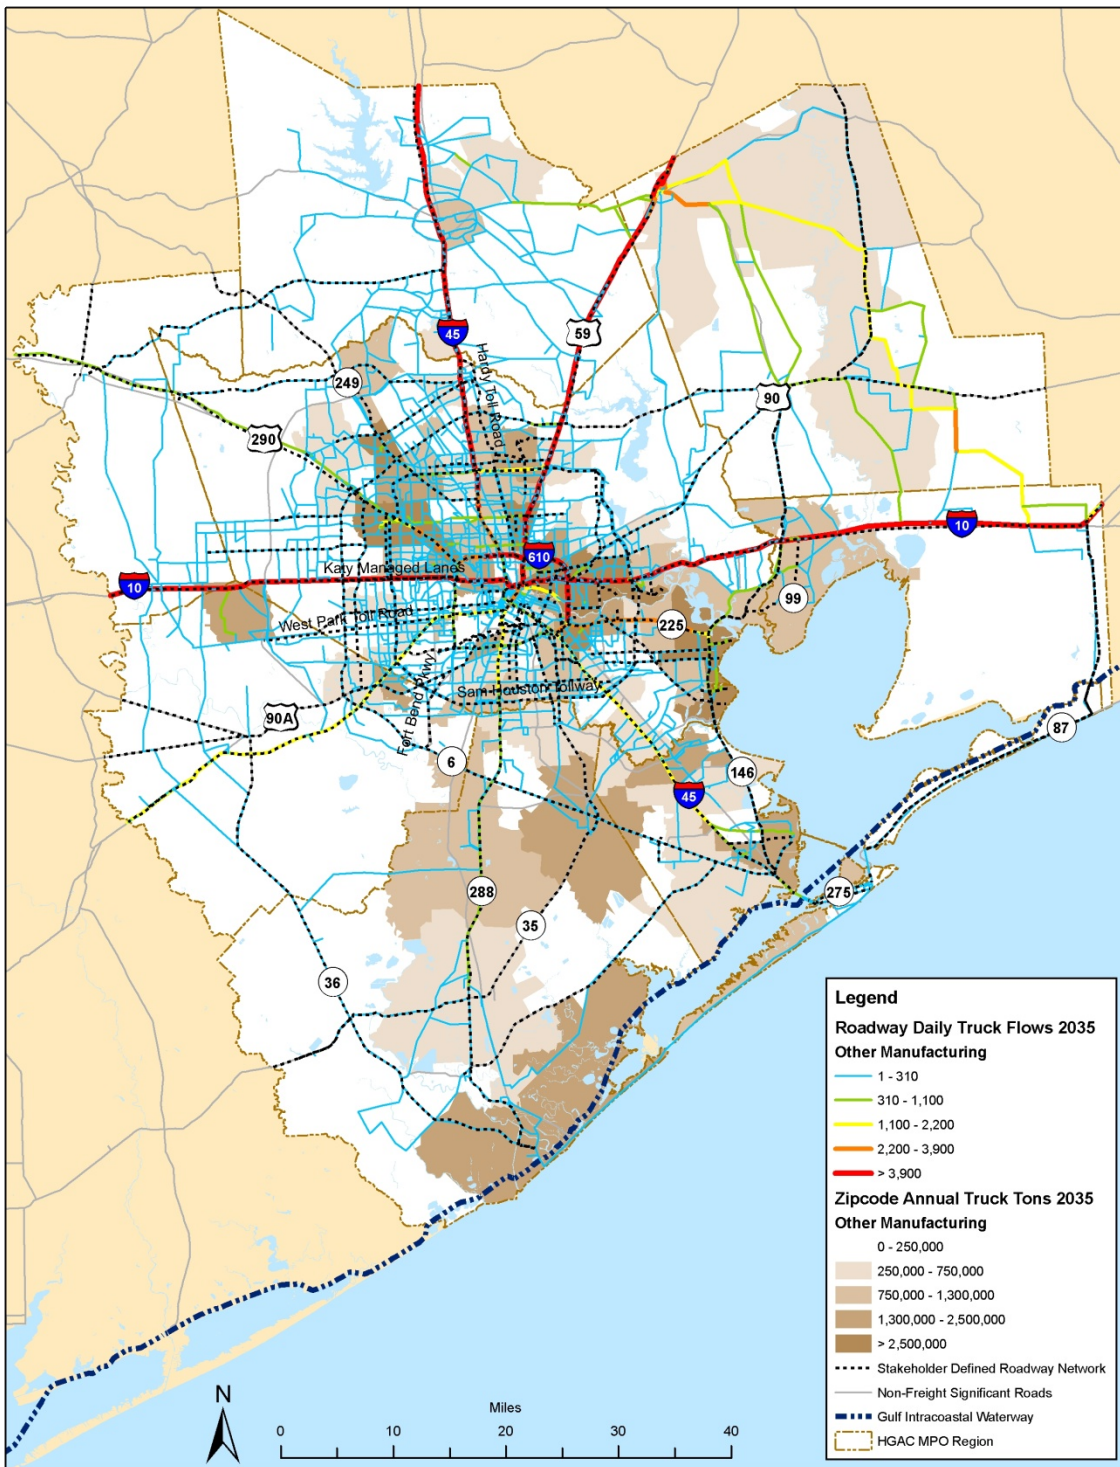 45
59
Hardy Toll Road
249
90
290
10
610
Katy Managed Lanes
10
99
West Park Toll Road
225
Fort Bend Pkwy
Sam Houston Tollway
90A
87
6
146
45
288
275
35
36
Legend
Roadway Daily Truck Flows 2035
Other Manufacturing
1 - 310
310 - 1,100
1,100 - 2,200
2,200 - 3,900
> 3,900
Zipcode Annual Truck Tons 2035
Other Manufacturing
0 - 250,000
250,000 - 750,000
750,000 - 1,300,000
1,300,000 - 2,500,000
> 2,500,000
Stakeholder Defined Roadway Network
Non-Freight Significant Roads
Gulf Intracoastal Waterway
HGAC MPO Region
N
Miles
0 10 20 30 40